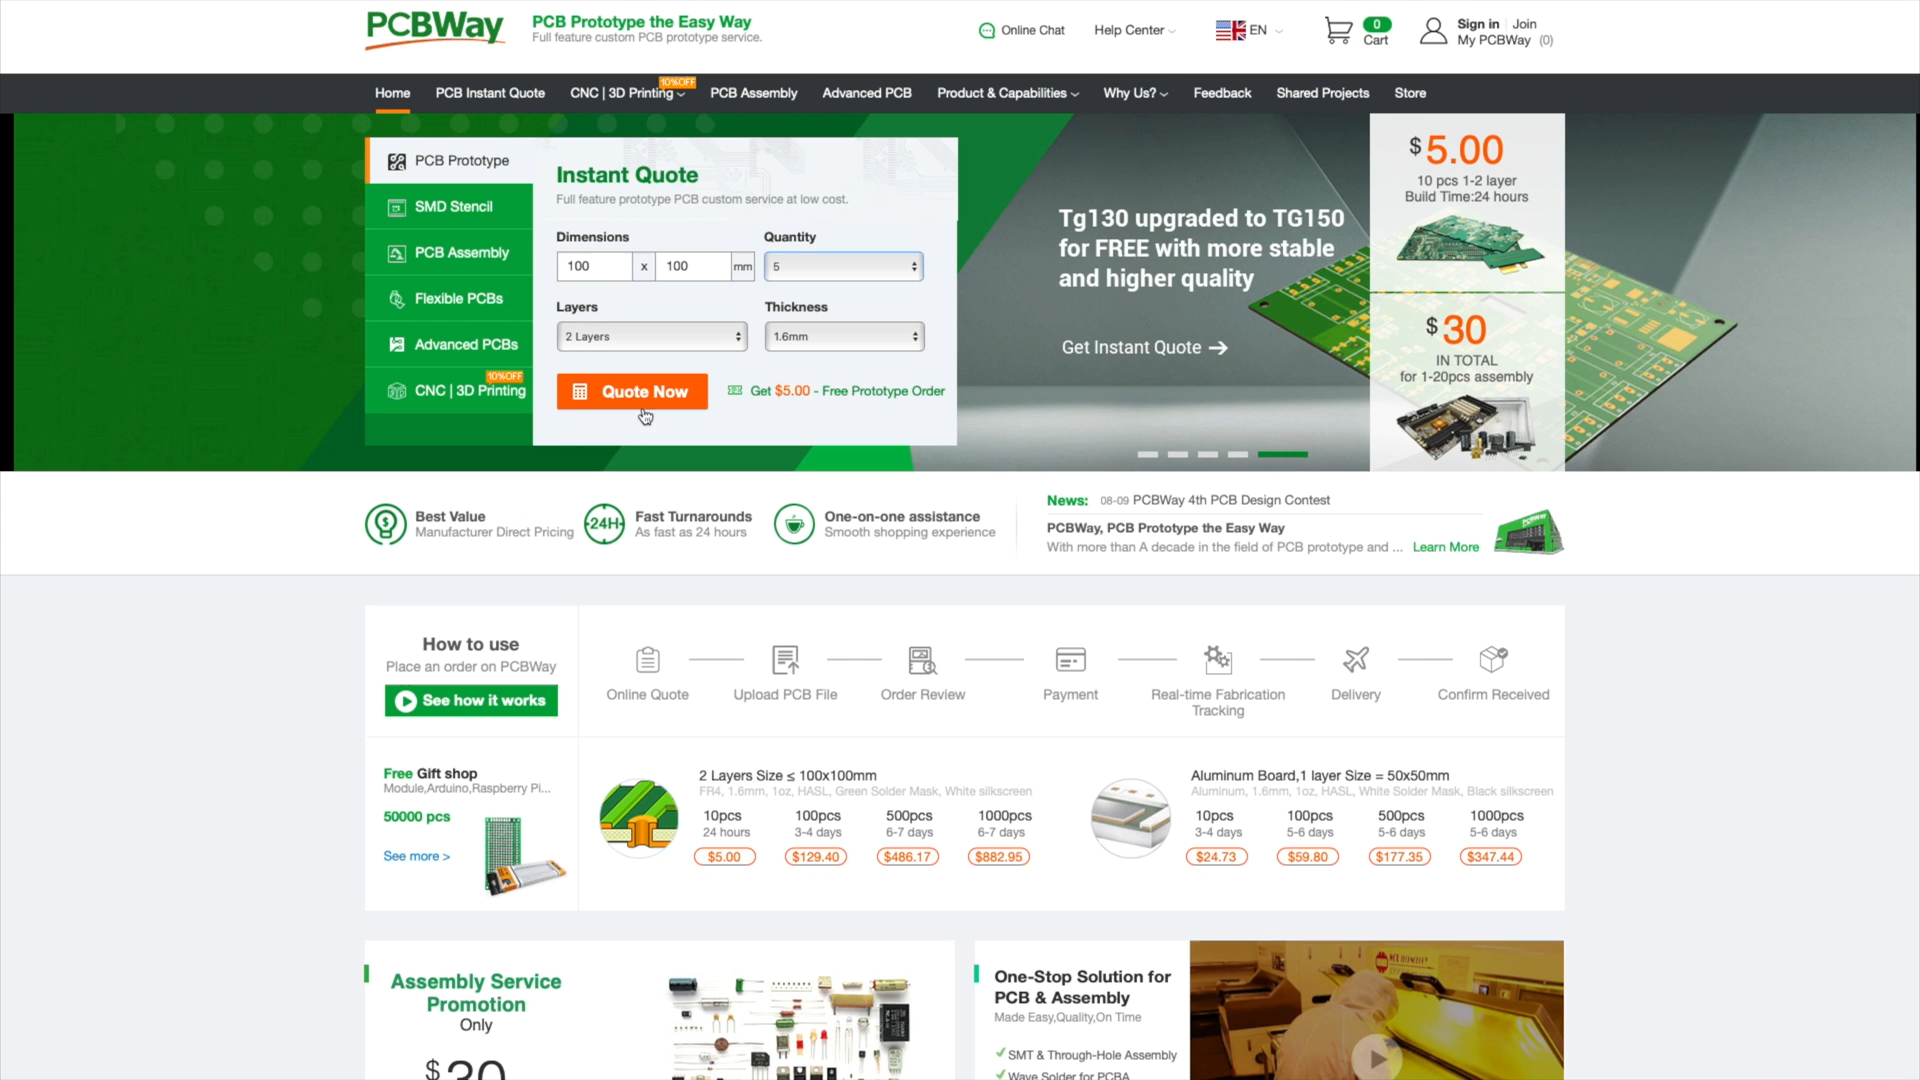 PCBWay
PCB Prototype the Easy Way
Full feature custom PCB prototype service.
Online Chat
Help Center
EN
0
Cart
Sign in | Join
My PCBWay (0)
Home
PCB Instant Quote
CNC | 3D Printing
10%OFF
PCB Assembly
Advanced PCB
Product & Capabilities
Why Us?
Feedback
Shared Projects
Store
PCB Prototype
SMD Stencil
PCB Assembly
Flexible PCBs
Advanced PCBs
10%OFF
CNC | 3D Printing
Instant Quote
Full feature prototype PCB custom service at low cost.
Dimensions
Quantity
100 x 100 mm
5
Layers
Thickness
2 Layers
1.6mm
Quote Now
Get $5.00 - Free Prototype Order
Tg130 upgraded to TG150
for FREE with more stable
and higher quality
Get Instant Quote
$5.00
10 pcs 1-2 layer
Build Time:24 hours
$30
IN TOTAL
for 1-20pcs assembly
Best Value
Manufacturer Direct Pricing
24H
Fast Turnarounds
As fast as 24 hours
One-on-one assistance
Smooth shopping experience
News: 08-09 PCBWay 4th PCB Design Contest
PCBWay, PCB Prototype the Easy Way
With more than A decade in the field of PCB prototype and ... Learn More
PCBWay
How to use
Place an order on PCBWay
See how it works
Online Quote
Upload PCB File
Order Review
Payment
Real-time Fabrication
Tracking
Delivery
Confirm Received
Free Gift shop
Module,Arduino,Raspberry Pi...
50000 pcs
See more >
2 Layers Size ≤ 100x100mm
FR4, 1.6mm, 1oz, HASL, Green Solder Mask, White silkscreen
10pcs 100pcs 500pcs 1000pcs
24 hours 3-4 days 6-7 days 6-7 days
$5.00 $129.40 $486.17 $882.95
Aluminum Board,1 layer Size = 50x50mm
Aluminum, 1.6mm, 1oz, HASL, White Solder Mask, Black silkscreen
10pcs 100pcs 500pcs 1000pcs
3-4 days 5-6 days 5-6 days 5-6 days
$24.73 $59.80 $177.35 $347.44
Assembly Service
Promotion
Only
$30
One-Stop Solution for
PCB & Assembly
Made Easy,Quality,On Time
SMT & Through-Hole Assembly
Wave Solder for PCBA